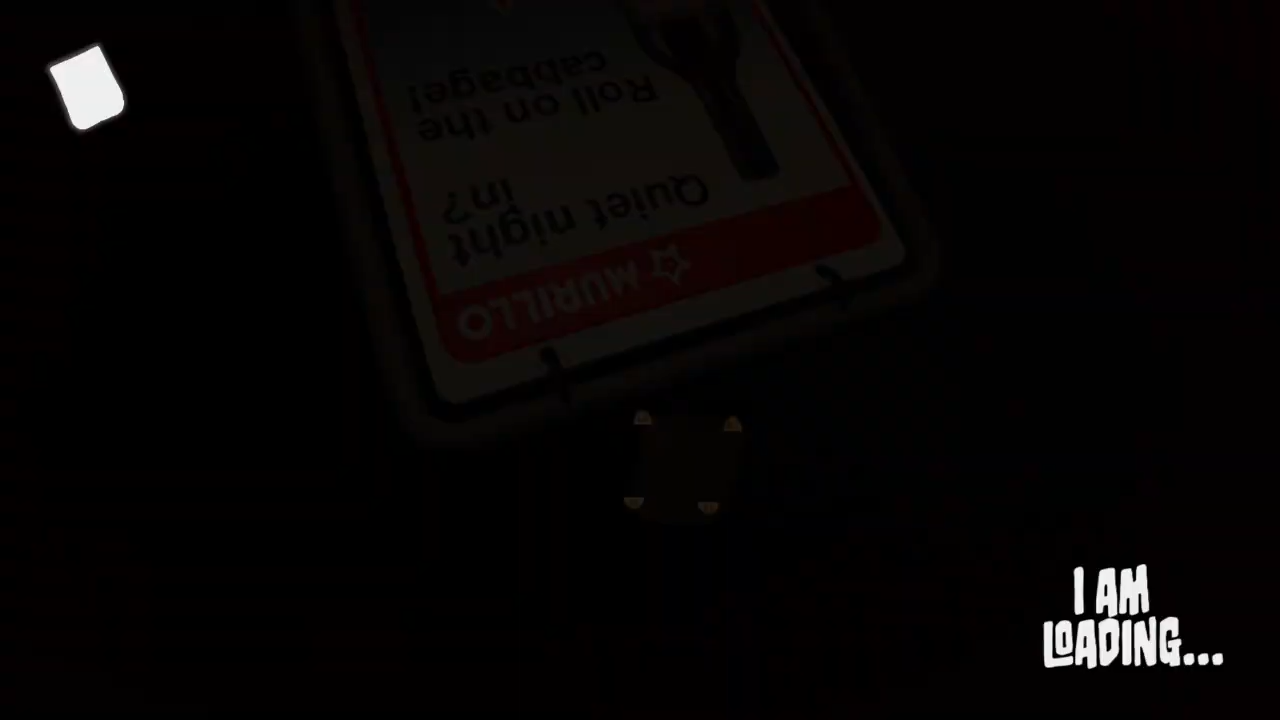 MURILLO
Quiet night
in?
Roll on the
cabbage!
I AM
LOADING...